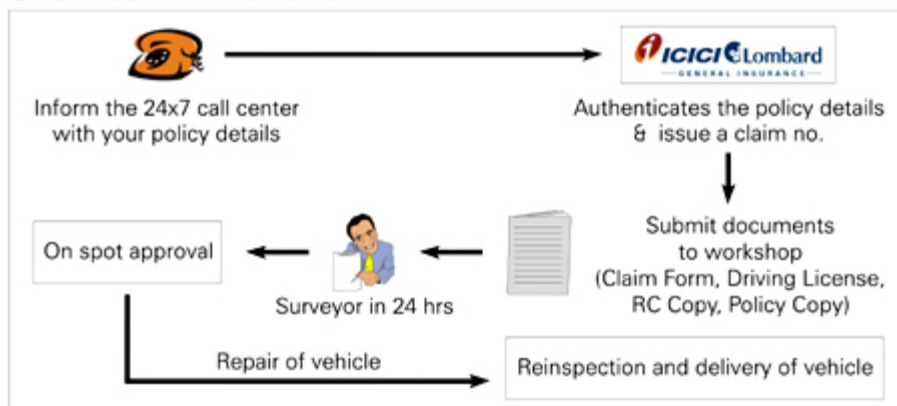 Inform the 24x7 call center
with your policy details
ICICI Lombard
GENERAL INSURANCE
Authenticates the policy details
& issue a claim no.
Submit documents
to workshop
(Claim Form, Driving License,
RC Copy, Policy Copy)
Surveyor in 24 hrs
On spot approval
Repair of vehicle
Reinspection and delivery of vehicle